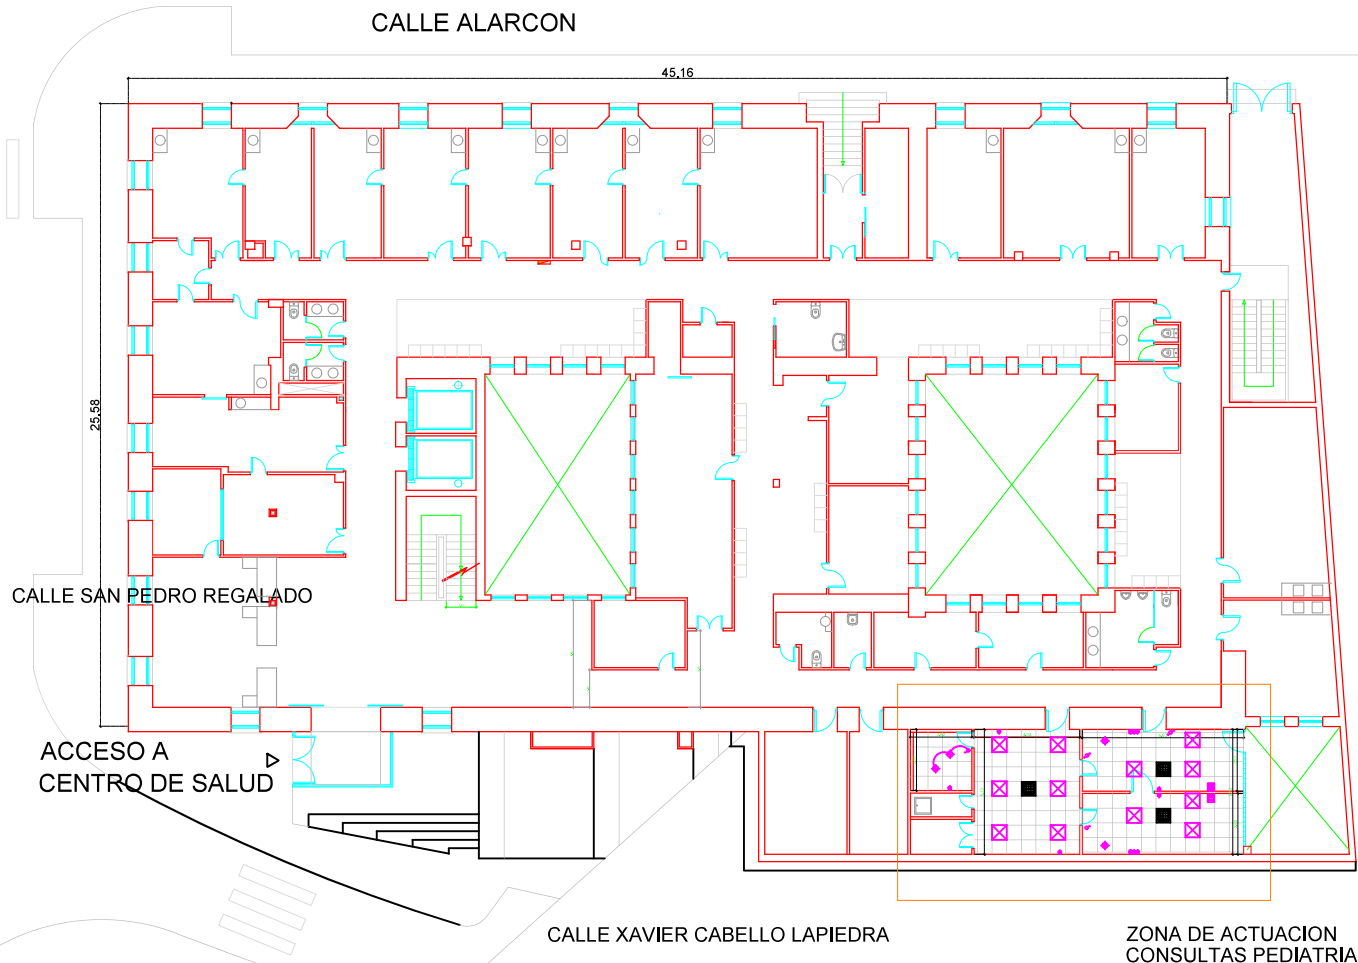 CALLE ALARCON
45.16
25.58
CALLE SAN PEDRO REGALADO
ACCESO A
CENTRO DE SALUD
CALLE XAVIER CABELLO LAPIEDRA
ZONA DE ACTUACION
CONSULTAS PEDIATRIA